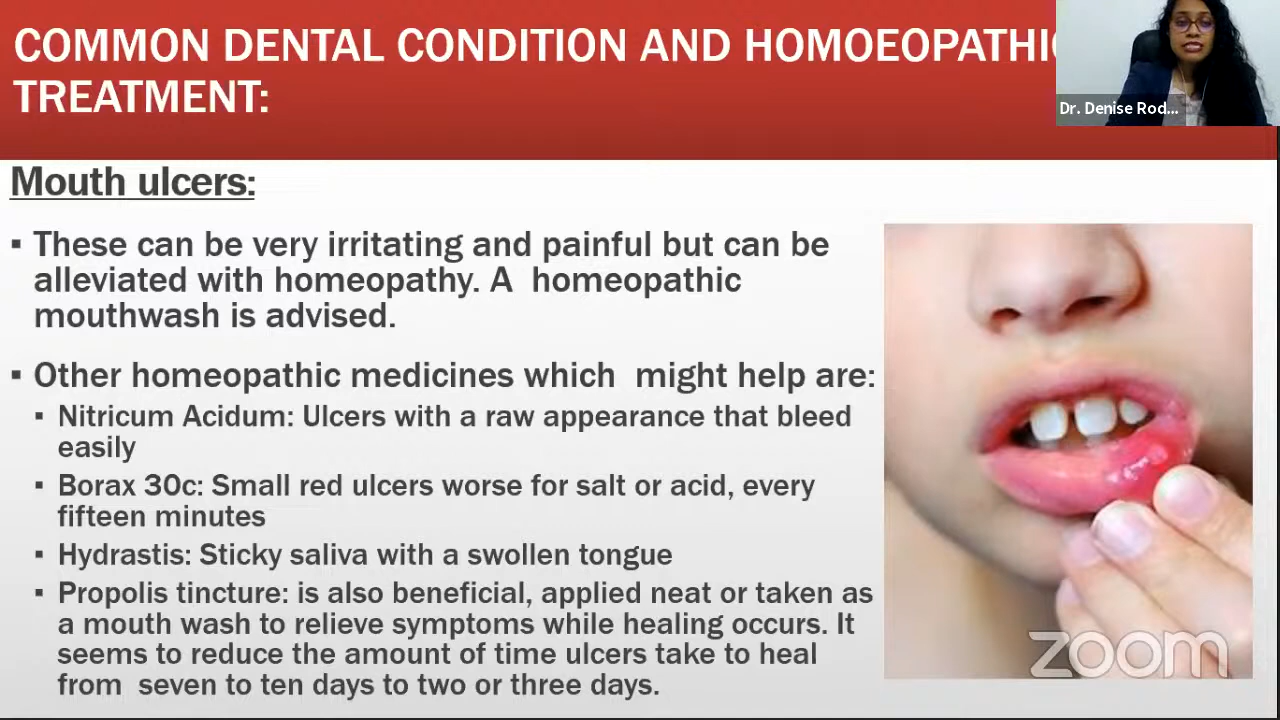 COMMON DENTAL CONDITION AND HOMOEOPATHIC
TREATMENT:
Dr. Denise Rod...
Mouth ulcers:
▪ These can be very irritating and painful but can be
alleviated with homeopathy. A homeopathic
mouthwash is advised.
▪ Other homeopathic medicines which might help are:
▪ Nitricum Acidum: Ulcers with a raw appearance that bleed
easily
▪ Borax 30c: Small red ulcers worse for salt or acid, every
fifteen minutes
▪ Hydrastis: Sticky saliva with a swollen tongue
▪ Propolis tincture: is also beneficial, applied neat or taken as
a mouth wash to relieve symptoms while healing occurs. It
seems to reduce the amount of time ulcers take to heal
from seven to ten days to two or three days.
zoom